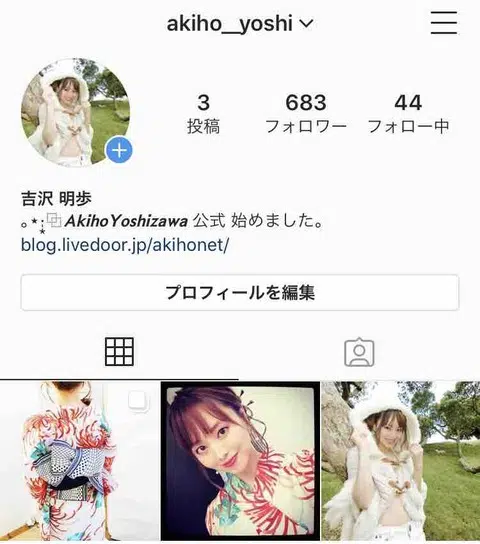 akiho__yoshi
3 683 44
投稿 フォロワー フォロー中
吉沢 明歩
｡⋆︎ AkihoYoshizawa 公式 始めました。
blog.livedoor.jp/akihonet/
プロフィールを編集